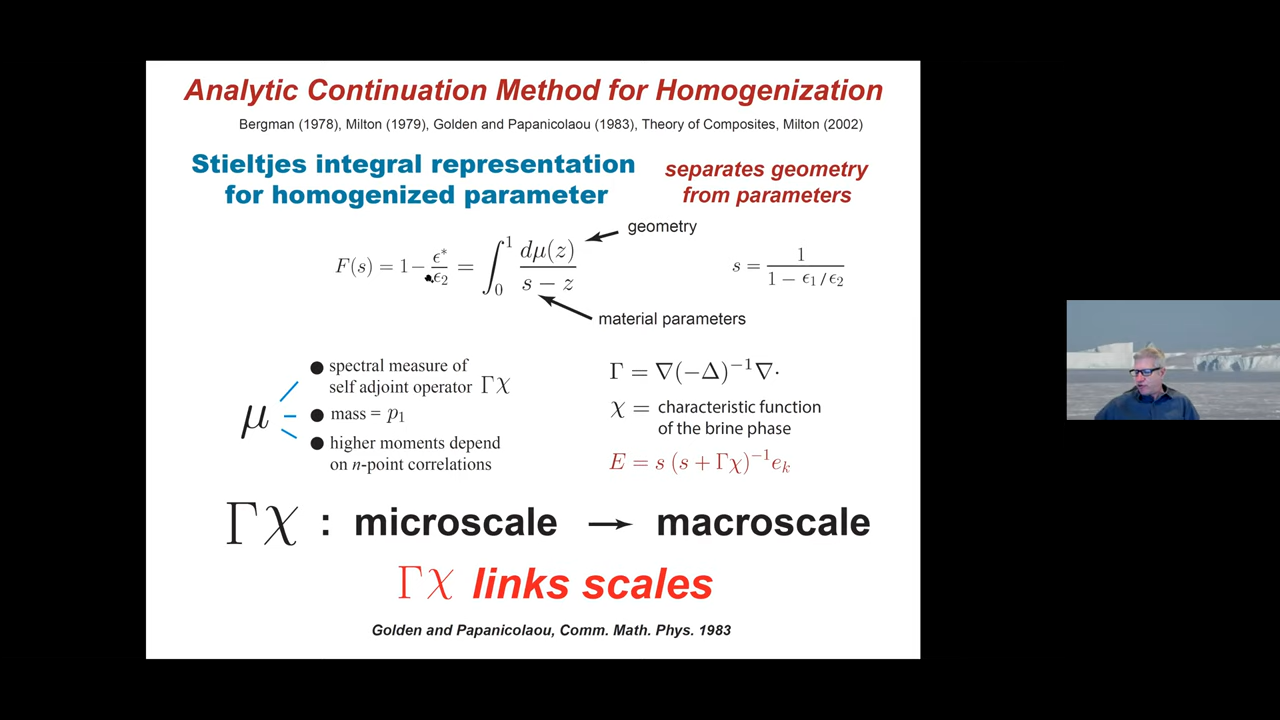 Analytic Continuation Method for Homogenization
Bergman (1978), Milton (1979), Golden and Papanicolaou (1983), Theory of Composites, Milton (2002)
Stieltjes integral representation
for homogenized parameter
separates geometry
from parameters
geometry
F(s) = 1 − ϵ*/ϵ₂ = ∫₀¹ dμ(z)/(s − z)
s = 1/(1 − ϵ₁/ϵ₂)
material parameters
μ
● spectral measure of
self adjoint operator Γχ
● mass = p₁
● higher moments depend
on n-point correlations
Γ = ∇(−Δ)⁻¹∇·
χ = characteristic function
of the brine phase
E = s (s + Γχ)⁻¹eₖ
Γχ : microscale → macroscale
Γχ links scales
Golden and Papanicolaou, Comm. Math. Phys. 1983